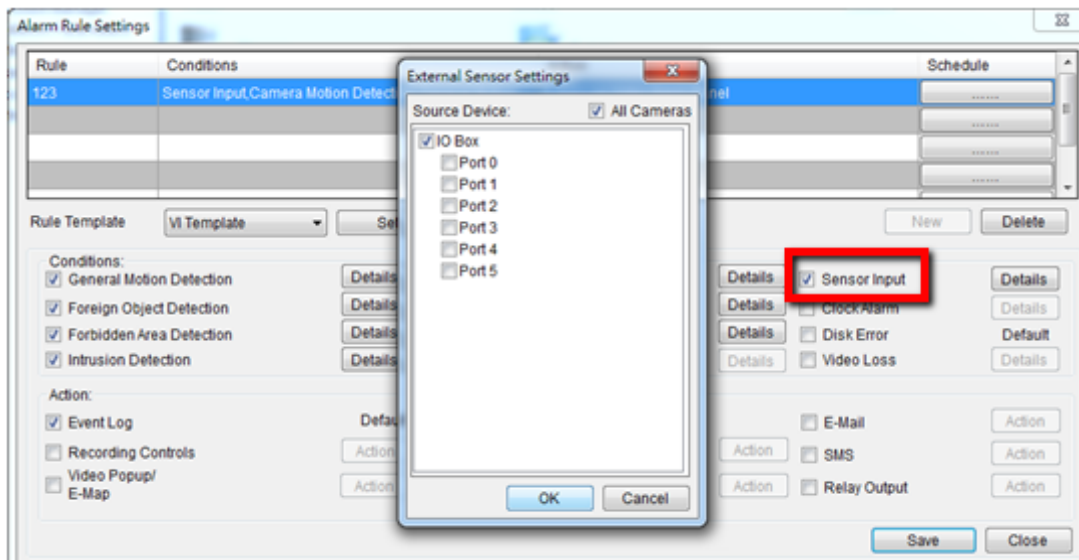 Alarm Rule Settings
Rule Conditions Schedule
123 Sensor Input,Camera Motion Detect nel
External Sensor Settings
Source Device: All Cameras
IO Box
Port 0
Port 1
Port 2
Port 3
Port 4
Port 5
OK Cancel
Rule Template VI Template Set New Delete
Conditions:
General Motion Detection Details Details Sensor Input Details
Foreign Object Detection Details Details Clock Alarm Details
Forbidden Area Detection Details Details Disk Error Default
Intrusion Detection Details Details Video Loss Details
Action:
Event Log Defau E-Mail Action
Recording Controls Action Action SMS Action
Video Popup/
E-Map Action Action Relay Output Action
Save Close